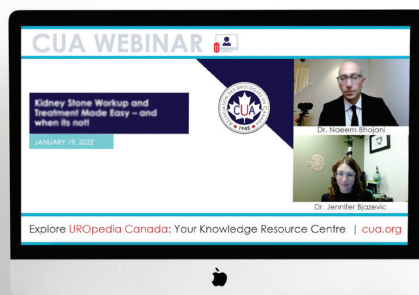 CUA WEBINAR
Kidney Stone Workup and
Treatment Made Easy – and
when its not!
JANUARY 19, 2022
1945
Dr. Naeem Bhojani
Dr. Jennifer Bjazevic
Explore UROpedia Canada: Your Knowledge Resource Centre | cua.org